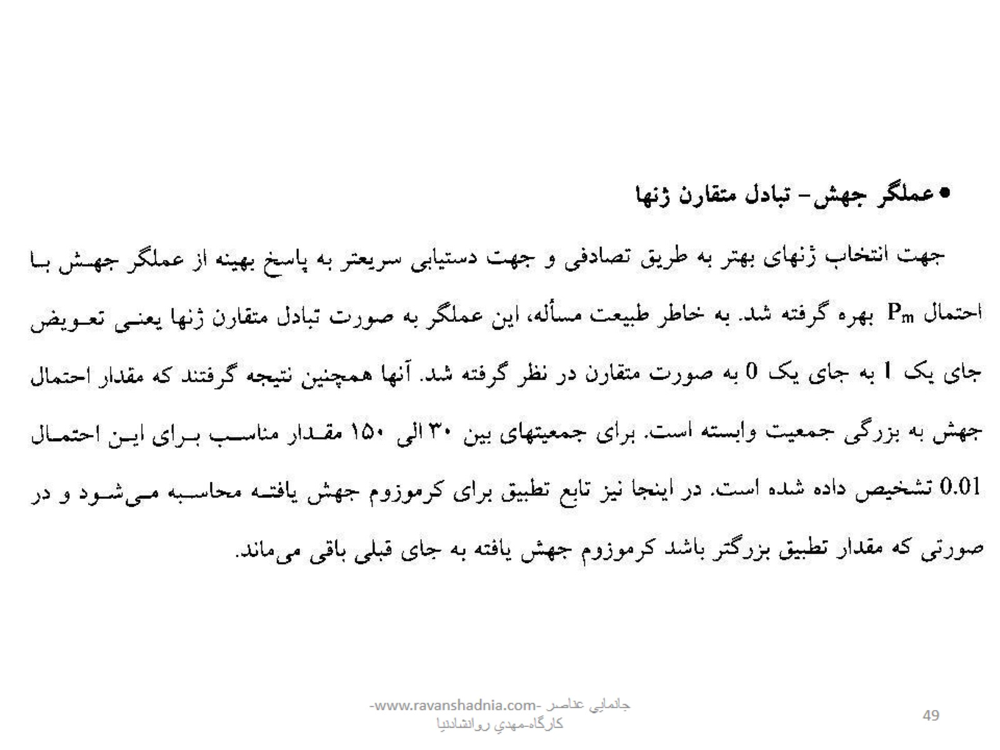 • عملگر جهش – تبادل متقارن ژنها
جهت انتخاب ژنهای بهتر به طریق تصادفی و جهت دستیابی سریعتر به پاسخ بهینه از عملگر جهش با
احتمال Pm بهره گرفته شد. به خاطر طبیعت مسأله، این عملگر به صورت تبادل متقارن ژنها یعنی تعویض
جای یک 1 به جای یک 0 به صورت متقارن در نظر گرفته شد. آنها همچنین نتیجه گرفتند که مقدار احتمال
جهش به بزرگی جمعیت وابسته است. برای جمعیتهای بین ۳۰ الی ۱۵۰ مقدار مناسب برای این احتمال
0.01 تشخیص داده شده است. در اینجا نیز تابع تطبیق برای کرموزوم جهش یافته محاسبه می‌شود و در
صورتی که مقدار تطبیق بزرگتر باشد کرموزوم جهش یافته به جای قبلی باقی می‌ماند.
جانمايي عناصر -www.ravanshadnia.com-
كارگاه-مهدي روانشادنيا
49